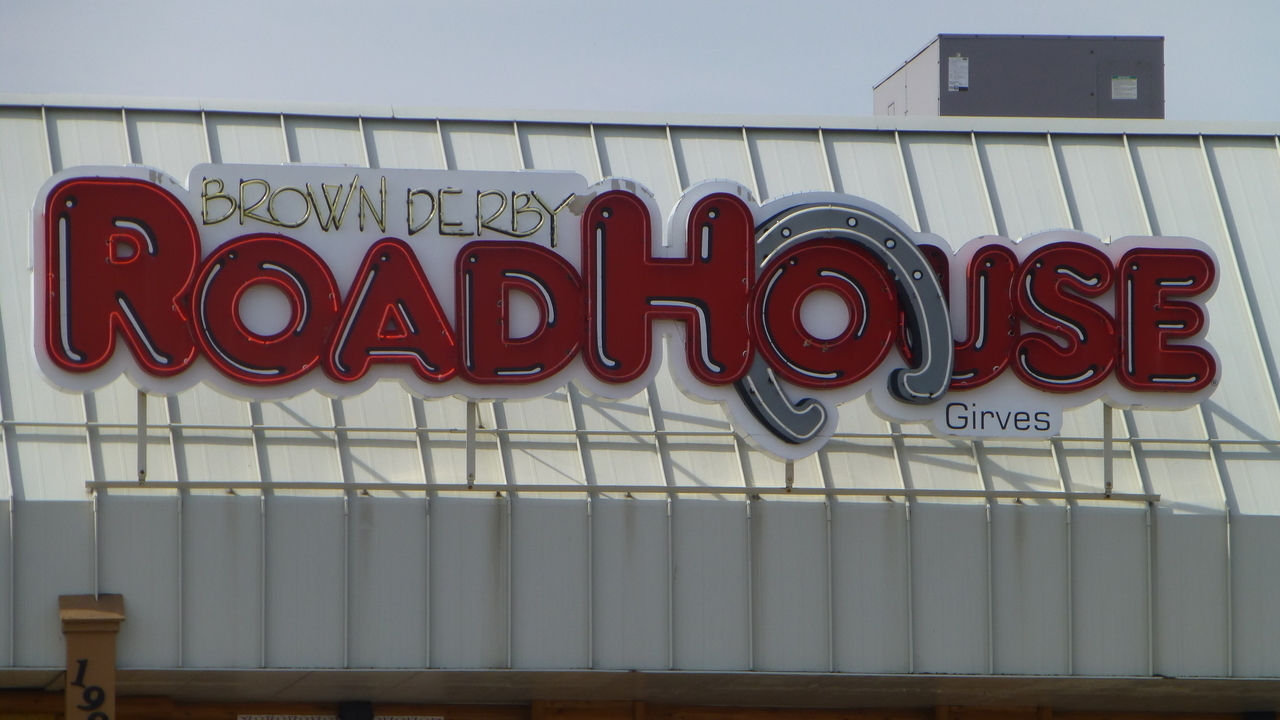 BROWN DERBY
ROADHOUSE
Girves